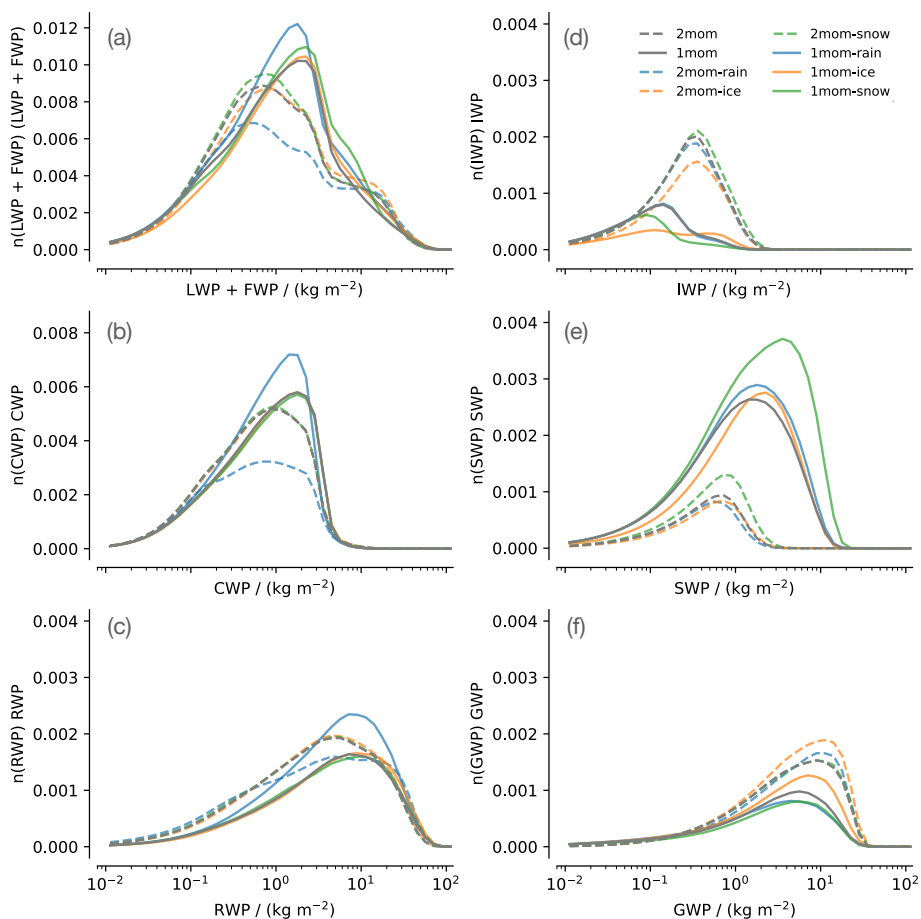 (a)
n(LWP + FWP) (LWP + FWP)
0.012
0.010
0.008
0.006
0.004
0.002
0.000
LWP + FWP / (kg m⁻²)
(d)
n(IWP) IWP
0.004
0.003
0.002
0.001
0.000
IWP / (kg m⁻²)
2mom
1mom
2mom-rain
2mom-ice
2mom-snow
1mom-rain
1mom-ice
1mom-snow
(b)
n(CWP) CWP
0.008
0.006
0.004
0.002
0.000
CWP / (kg m⁻²)
(e)
n(SWP) SWP
0.004
0.003
0.002
0.001
0.000
SWP / (kg m⁻²)
(c)
n(RWP) RWP
0.004
0.003
0.002
0.001
0.000
10⁻² 10⁻¹ 10⁰ 10¹ 10²
RWP / (kg m⁻²)
(f)
n(GWP) GWP
0.004
0.003
0.002
0.001
0.000
10⁻² 10⁻¹ 10⁰ 10¹ 10²
GWP / (kg m⁻²)